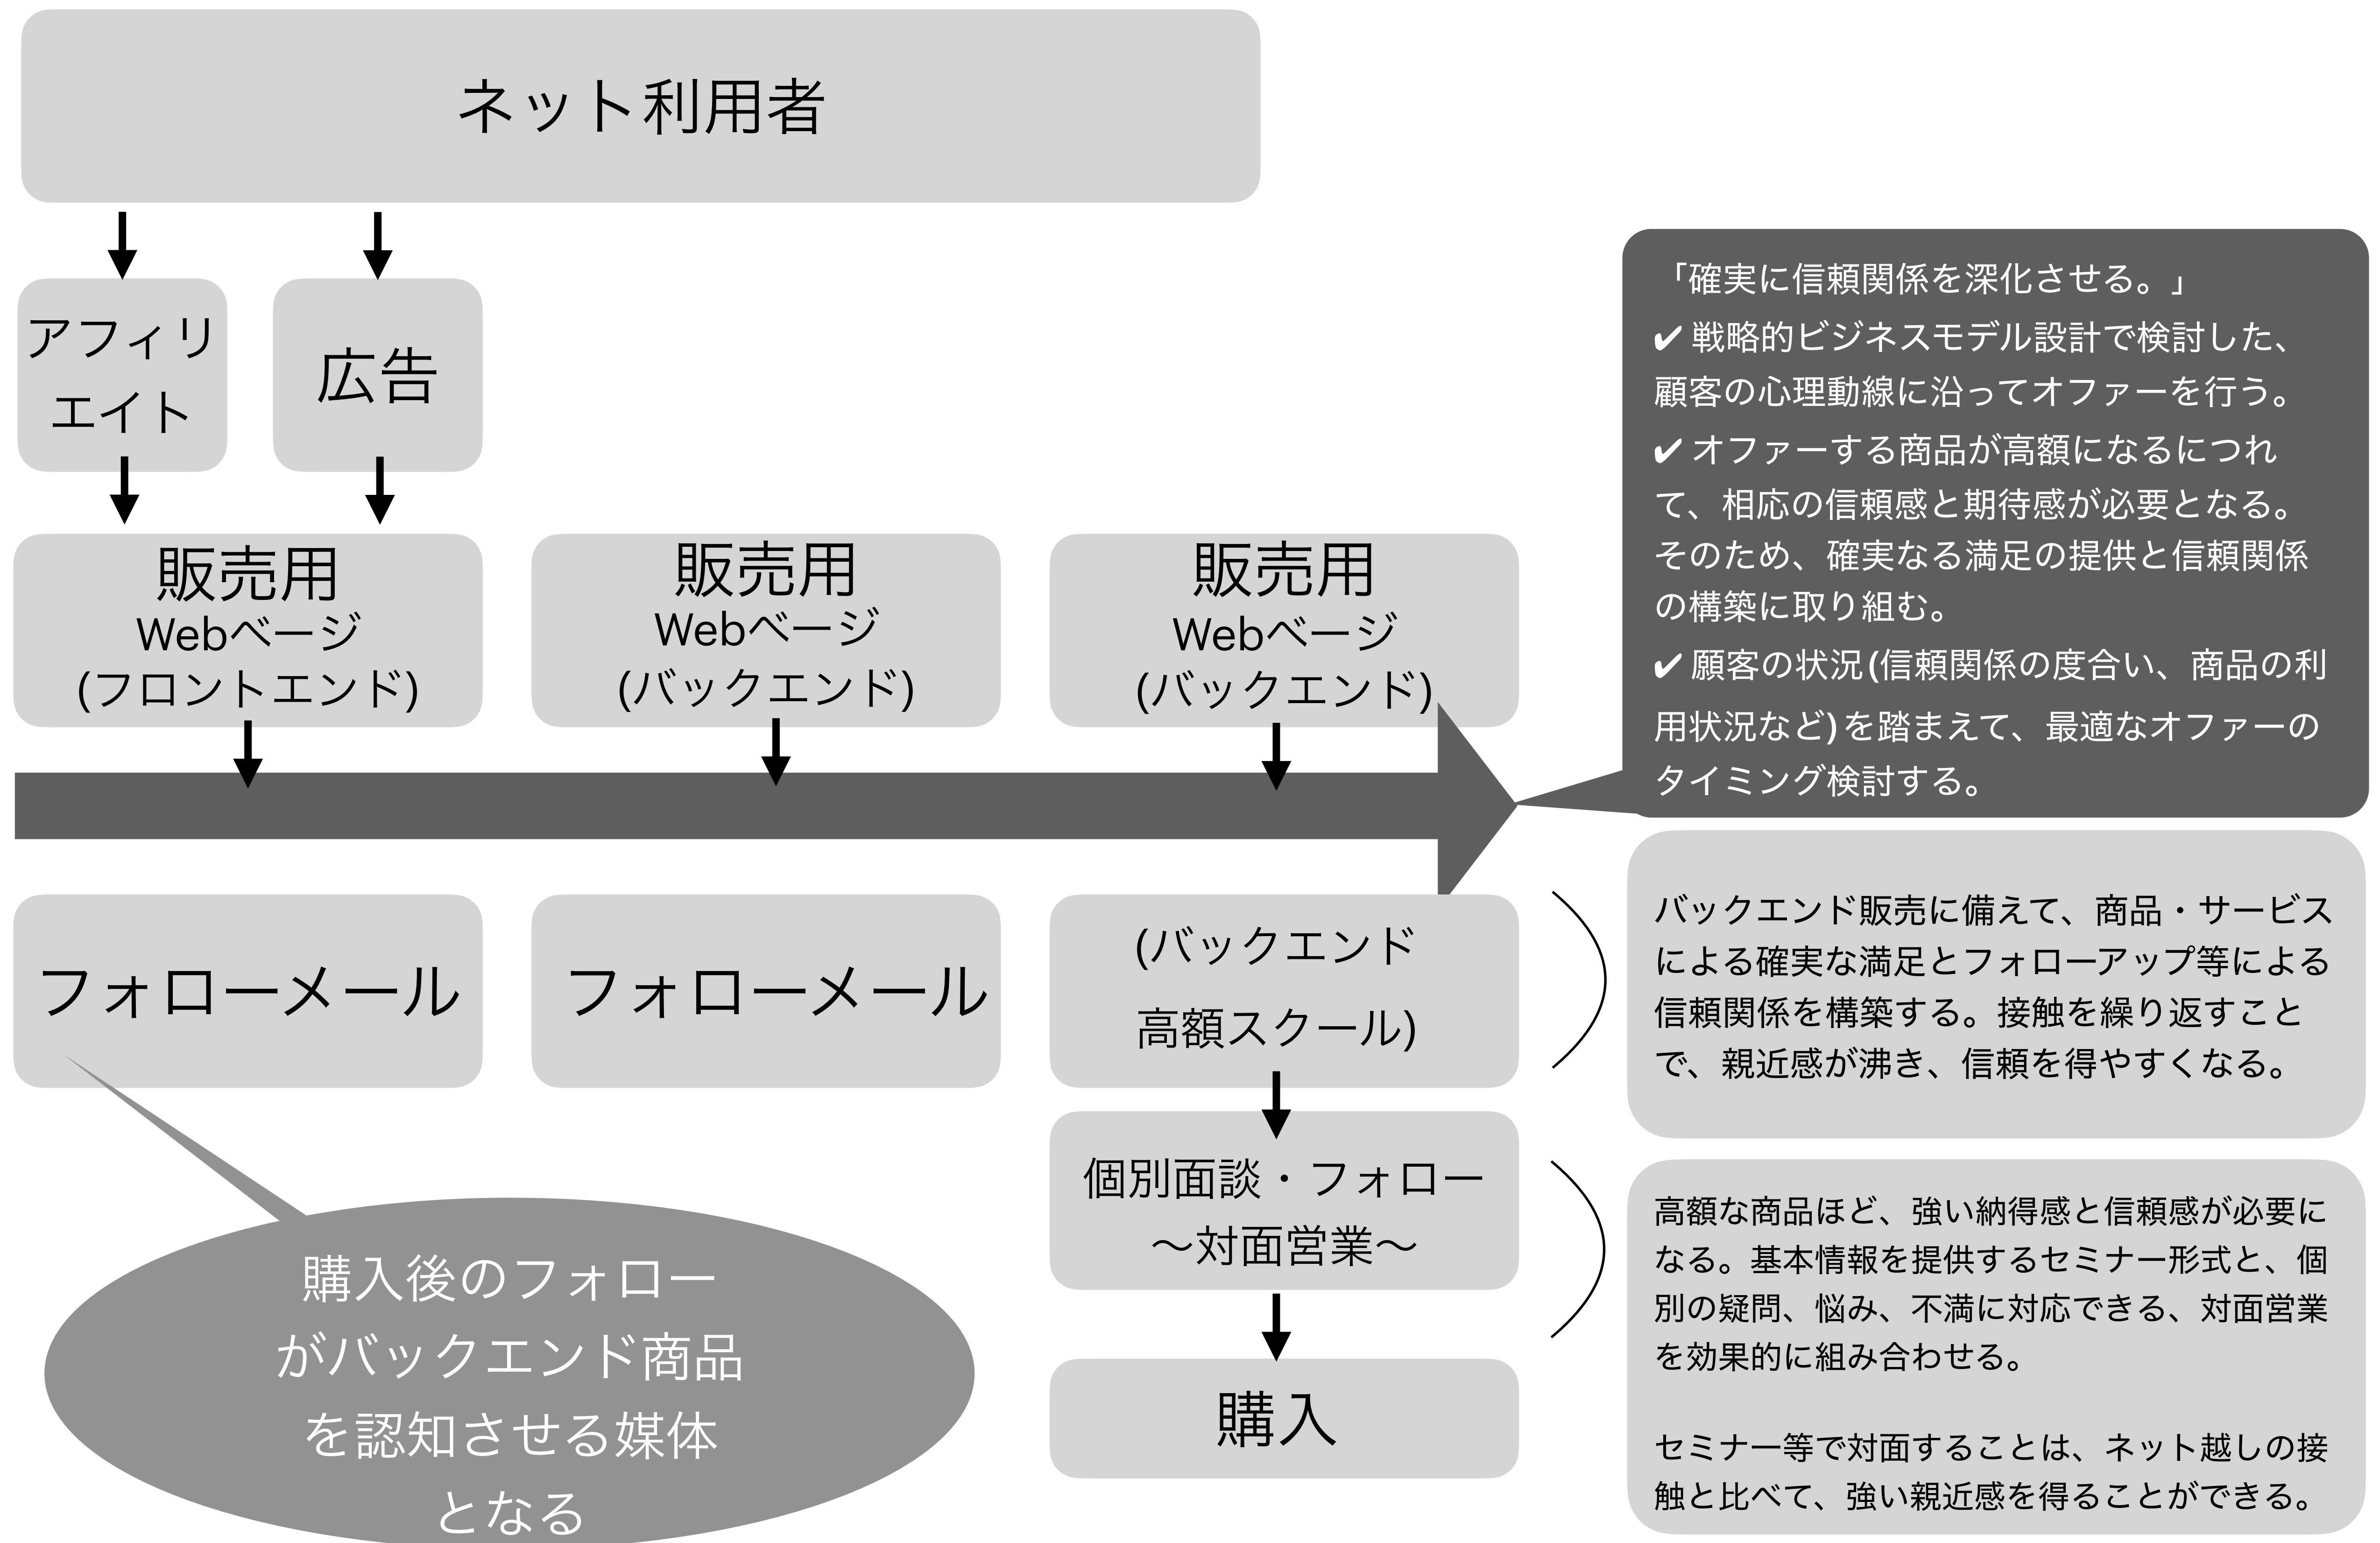 ネット利用者
アフィリ
エイト
広告
販売用
Webページ
(フロントエンド)
販売用
Webページ
(バックエンド)
販売用
Webページ
(バックエンド)
「確実に信頼関係を深化させる。」
✔ 戦略的ビジネスモデル設計で検討した、
顧客の心理動線に沿ってオファーを行う。
✔ オファーする商品が高額になるにつれ
て、相応の信頼感と期待感が必要となる。
そのため、確実なる満足の提供と信頼関係
の構築に取り組む。
✔ 顧客の状況(信頼関係の度合い、商品の利
用状況など)を踏まえて、最適なオファーの
タイミング検討する。
フォローメール
フォローメール
(バックエンド
高額スクール)
バックエンド販売に備えて、商品・サービス
による確実な満足とフォローアップ等による
信頼関係を構築する。接触を繰り返すこと
で、親近感が沸き、信頼を得やすくなる。
個別面談・フォロー
〜対面営業〜
購入
高額な商品ほど、強い納得感と信頼感が必要に
なる。基本情報を提供するセミナー形式と、個
別の疑問、悩み、不満に対応できる、対面営業
を効果的に組み合わせる。
セミナー等で対面することは、ネット越しの接
触と比べて、強い親近感を得ることができる。
購入後のフォロー
がバックエンド商品
を認知させる媒体
となる